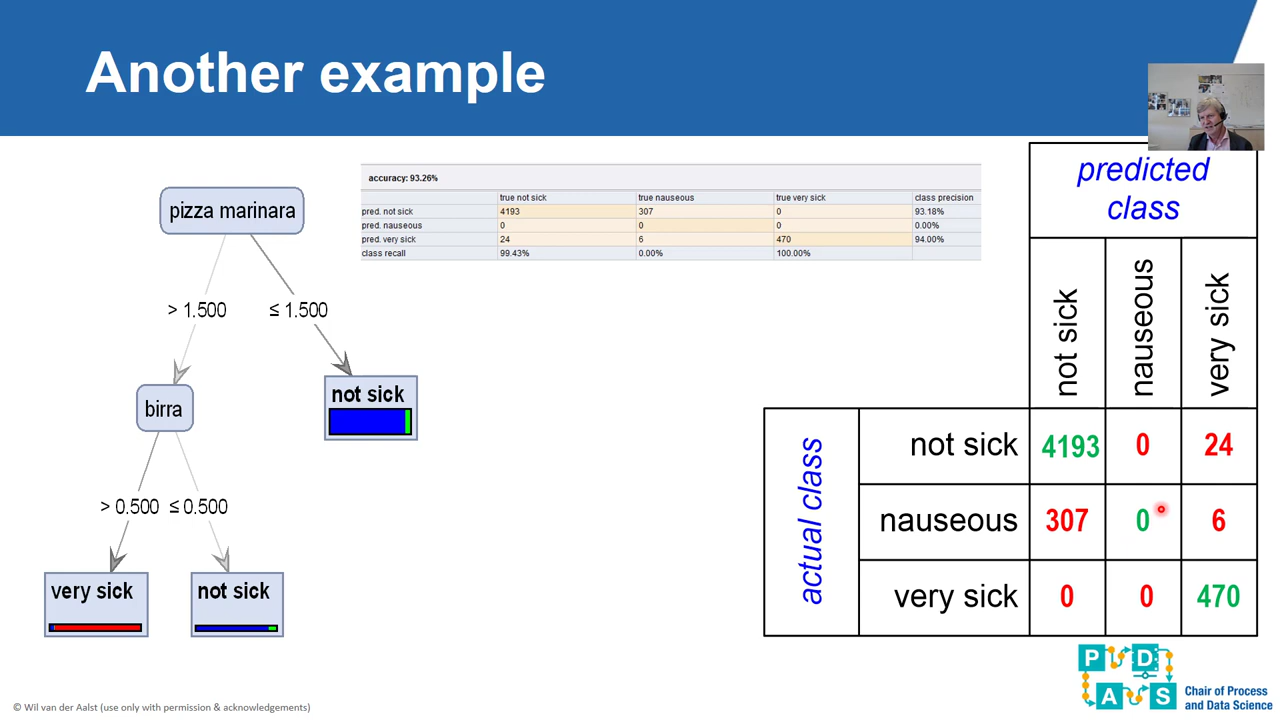 Another example
pizza marinara
> 1.500
≤ 1.500
birra
not sick
> 0.500
≤ 0.500
very sick
not sick
accuracy: 93.26%
true not sick true nauseous true very sick class precision
pred. not sick 4193 307 0 93.18%
pred. nauseous 0 0 0 0.00%
pred. very sick 24 6 470 94.00%
class recall 99.43% 0.00% 100.00%
predicted
class
not sick
nauseous
very sick
actual class
not sick 4193 0 24
nauseous 307 0 6
very sick 0 0 470
P D
A S
Chair of Process
and Data Science
© Wil van der Aalst (use only with permission & acknowledgements)